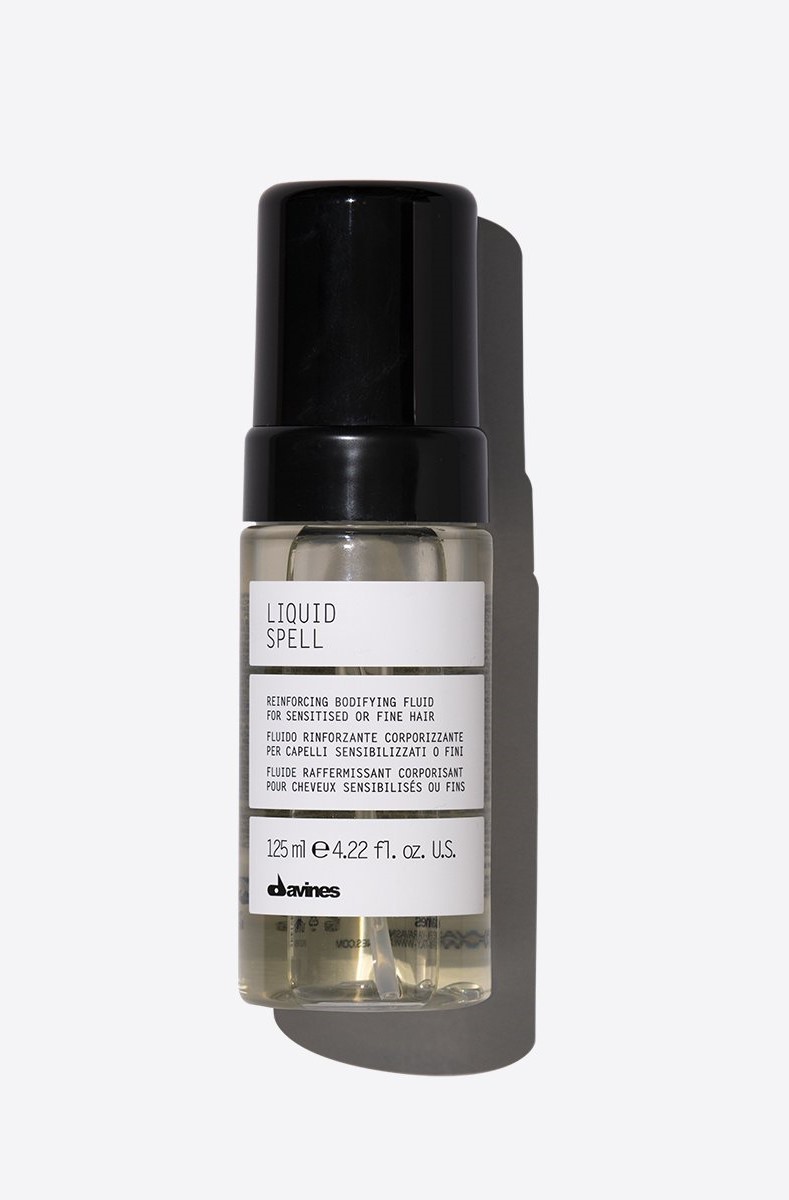 LIQUID
SPELL
REINFORCING BODIFYING FLUID
FOR SENSITISED OR FINE HAIR
FLUIDO RINFORZANTE CORPORIZZANTE
PER CAPELLI SENSIBILIZZATI O FINI
FLUIDE RAFFERMISSANT CORPORISANT
POUR CHEVEUX SENSIBILISÉS OU FINS
125 ml ℮ 4.22 fl. oz. U.S.
davines